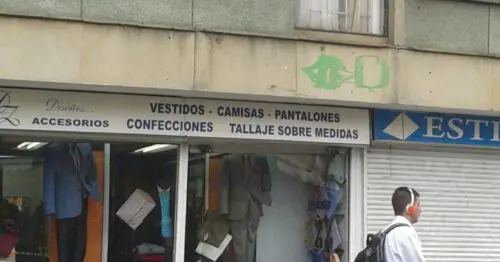 Diseños...
VESTIDOS - CAMISAS - PANTALONES
ACCESORIOS CONFECCIONES TALLAJE SOBRE MEDIDAS
ESTI